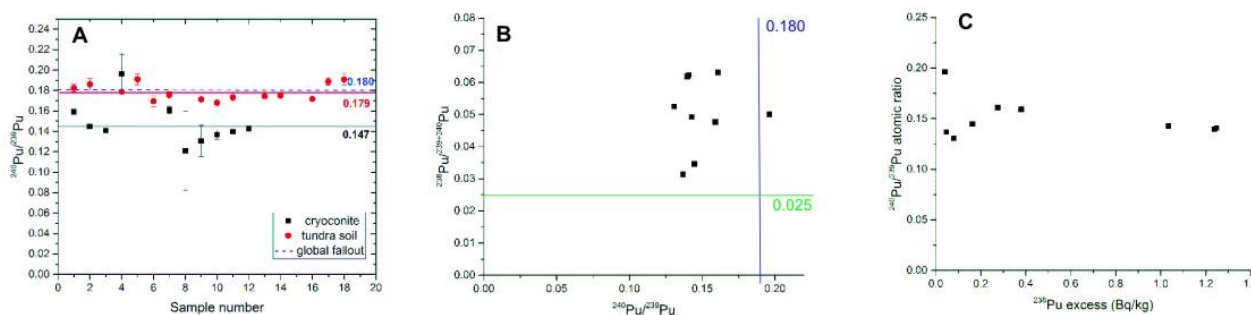 A
0.25
0.24
0.22
0.20
0.18
0.16
0.14
0.12
0.10
0.08
0.06
0.04
0.02
0.00
²⁴⁰Pu/²³⁹Pu
0.180
0.179
0.147
cryoconite
tundra soil
global fallout
0 2 4 6 8 10 12 14 16 18 20
Sample number
B
0.180
0.08
0.07
0.06
0.05
0.04
0.03
0.02
0.01
0.00
²³⁸Pu/²³⁹⁺²⁴⁰Pu
0.025
0.00 0.05 0.10 0.15 0.20
²⁴⁰Pu/²³⁹Pu
C
0.25
0.20
0.15
0.10
0.05
0.00
²⁴⁰Pu/²³⁹Pu atomic ratio
0.0 0.2 0.4 0.6 0.8 1.0 1.2
²³⁸Pu excess (Bq/kg)